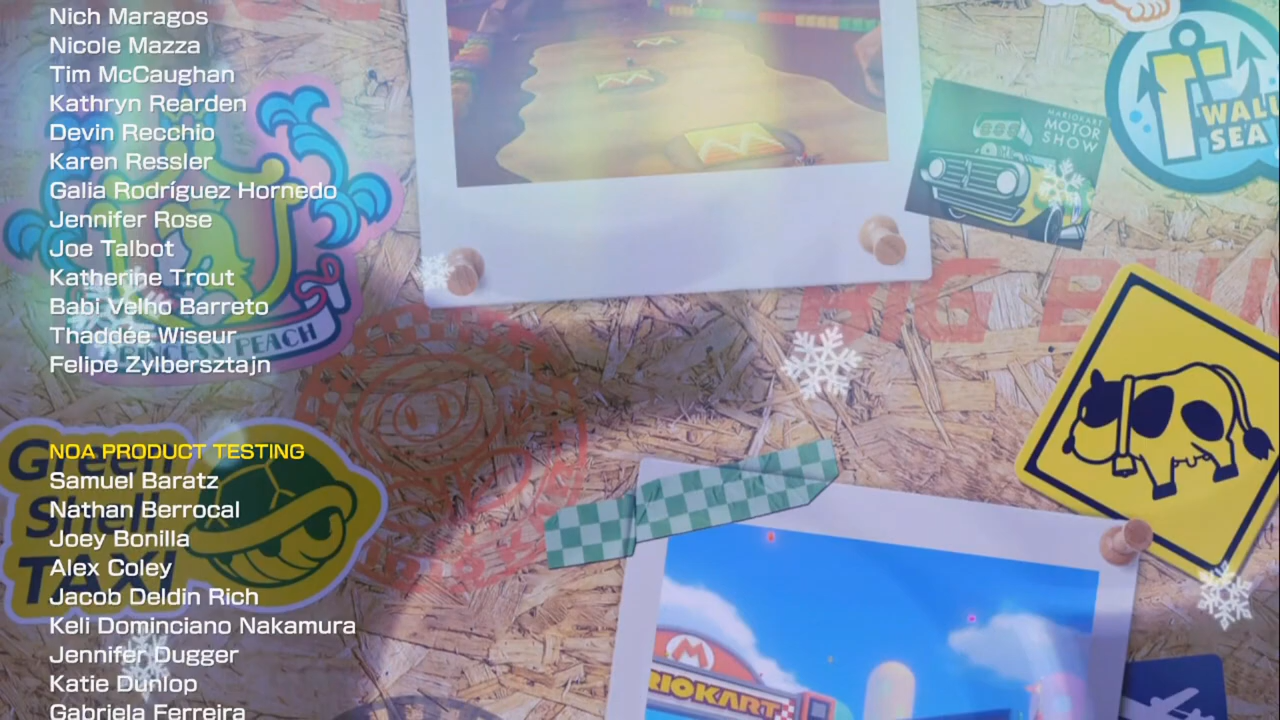 Nich Maragos
Nicole Mazza
Tim McCaughan
Kathryn Rearden
Devin Recchio
Karen Ressler
Galia Rodríguez Hornedo
Jennifer Rose
Joe Talbot
Katherine Trout
Babi Velho Barreto
Thaddée Wiseur
Felipe Zylbersztajn
NOA PRODUCT TESTING
Samuel Baratz
Nathan Berrocal
Joey Bonilla
Alex Coley
Jacob Deldin Rich
Keli Dominciano Nakamura
Jennifer Dugger
Katie Dunlop
Gabriela Ferreira
PEACH
Green
Shell
TAXI
MARIOKART
MOTOR
SHOW
WALU
SEA
BIG BLU
M
RIOKART